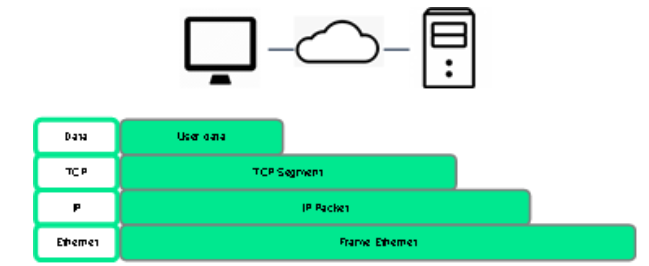 Data
User data
TCP
TCP Segment
IP
IP Packet
Ethernet
Frame Ethernet